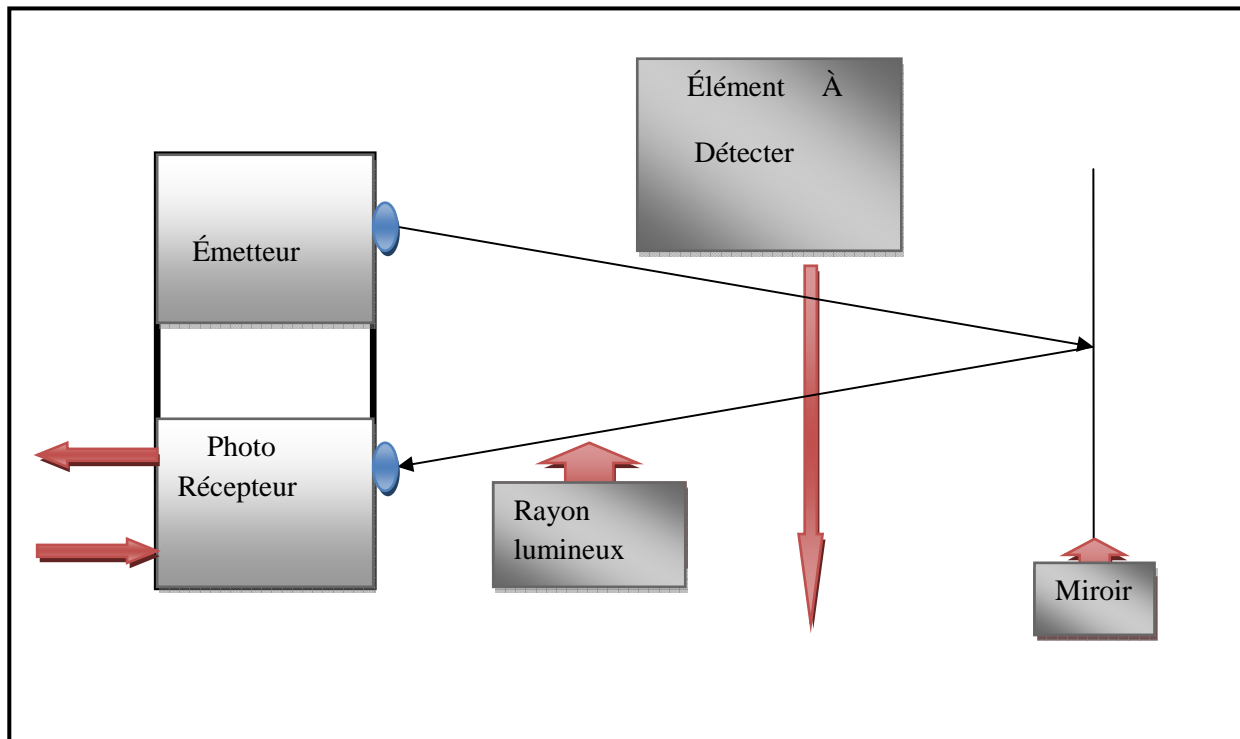 Élément À
Détecter
Émetteur
Photo
Récepteur
Rayon
lumineux
Miroir